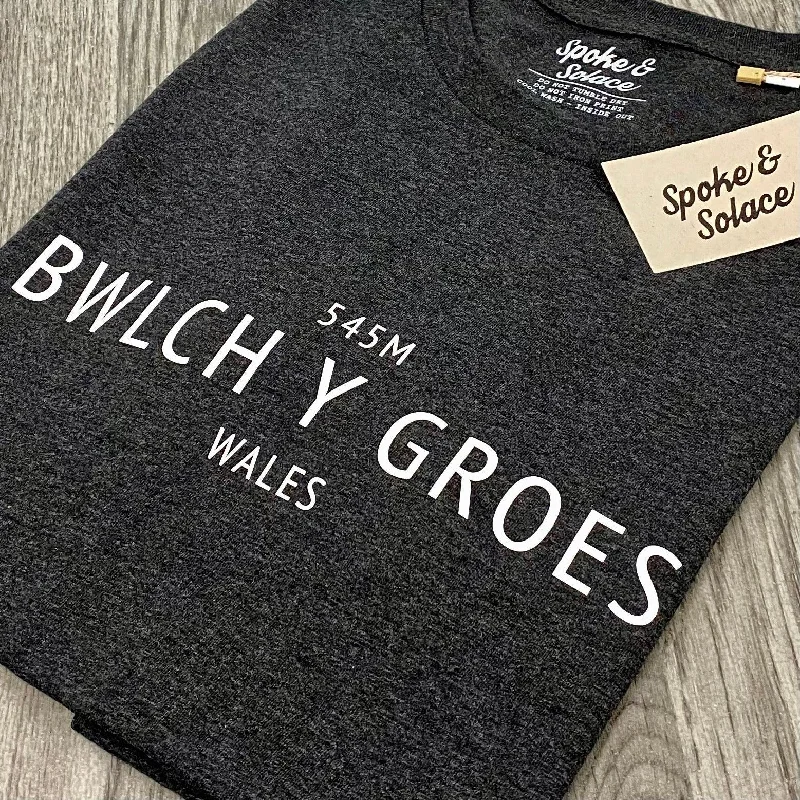 Spoke &
Solace
DO NOT TUMBLE DRY
DO NOT IRON PRINT
COOL WASH - INSIDE OUT
Spoke &
Solace
545M
BWLCH Y GROES
WALES